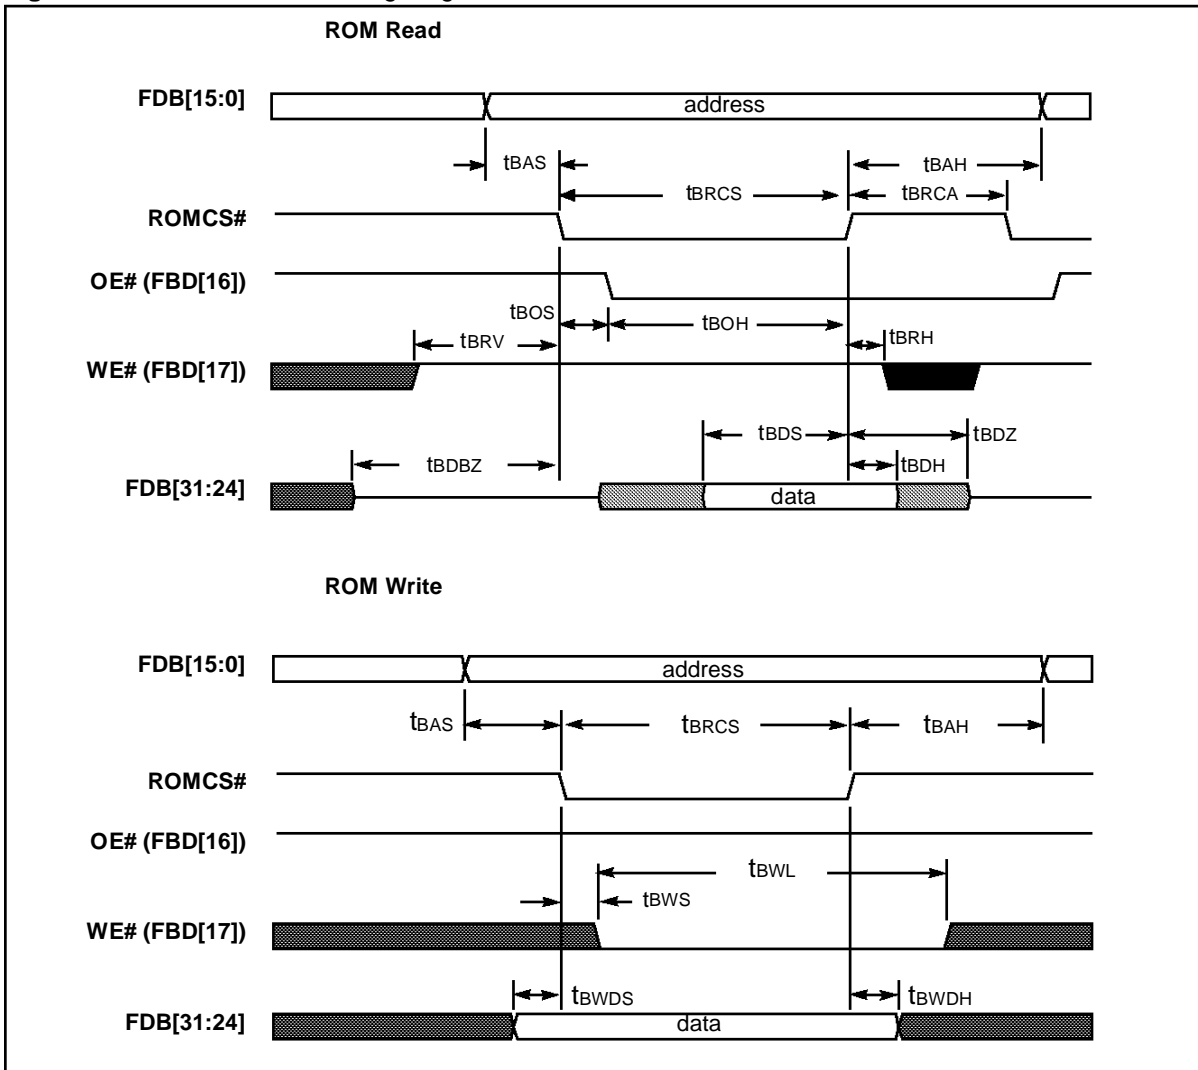 ROM Read
FDB[15:0]
address
tBAS
tBAH
tBRCS
tBRCA
ROMCS#
OE# (FBD[16])
tBOS
tBOH
tBRV
tBRH
WE# (FBD[17])
tBDS
tBDZ
tBDBZ
tBDH
FDB[31:24]
data
ROM Write
FDB[15:0]
address
tBAS
tBRCS
tBAH
ROMCS#
OE# (FBD[16])
tBWL
tBWS
WE# (FBD[17])
tBWDS
tBWDH
FDB[31:24]
data